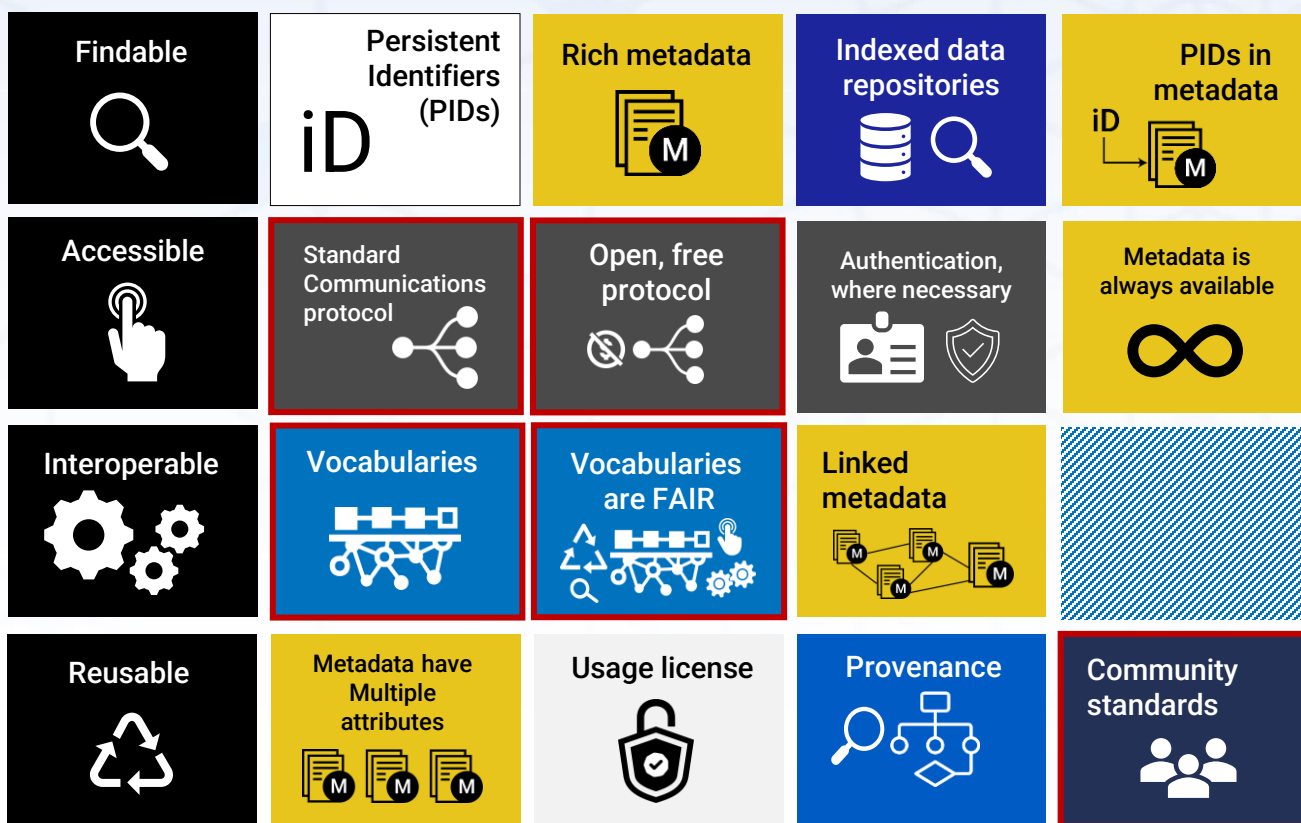 Findable
Persistent
Identifiers
(PIDs)
iD
Rich metadata
M
Indexed data
repositories
PIDs in
metadata
iD
M
Accessible
Standard
Communications
protocol
Open, free
protocol
$
Authentication,
where necessary
Metadata is
always available
Interoperable
Vocabularies
Vocabularies
are FAIR
Linked
metadata
M
M
M
M
Reusable
Metadata have
Multiple
attributes
M
M
M
Usage license
Provenance
Community
standards